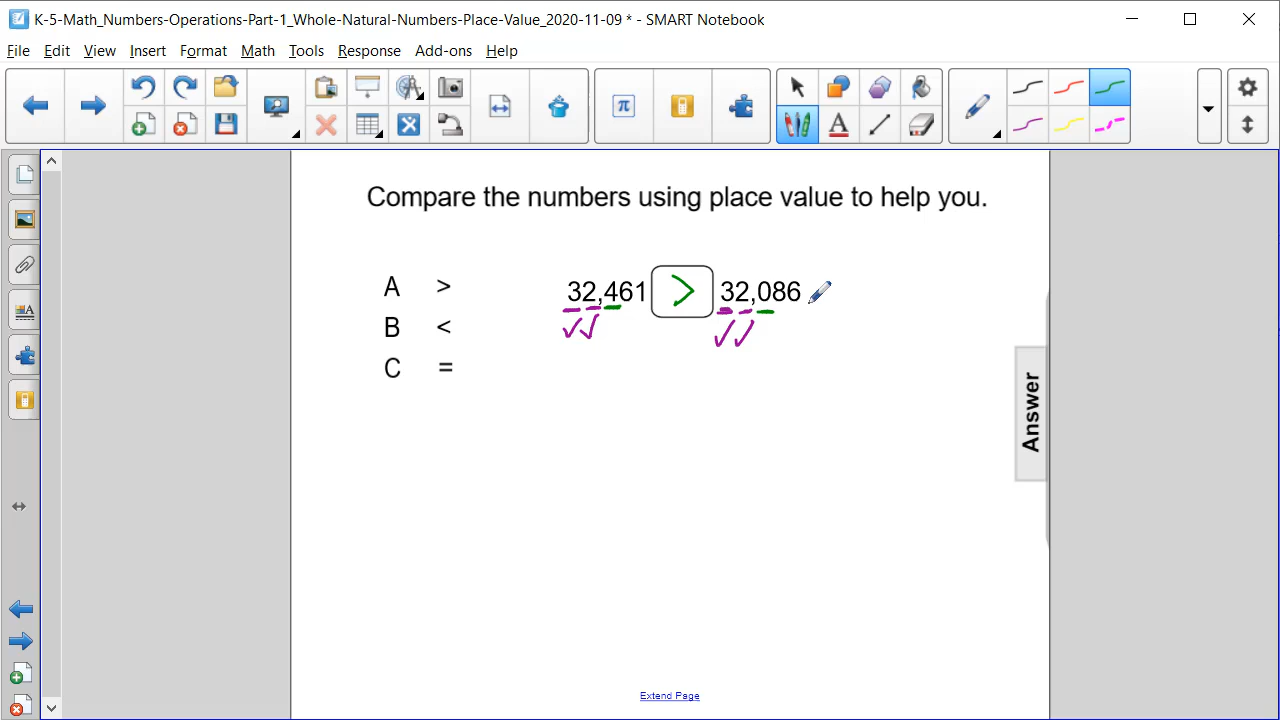 K-5-Math_Numbers-Operations-Part-1_Whole-Natural-Numbers-Place-Value_2020-11-09 * - SMART Notebook
File Edit View Insert Format Math Tools Response Add-ons Help
Compare the numbers using place value to help you.
A > 32,461 > 32,086
B <
C =
Answer
Extend Page